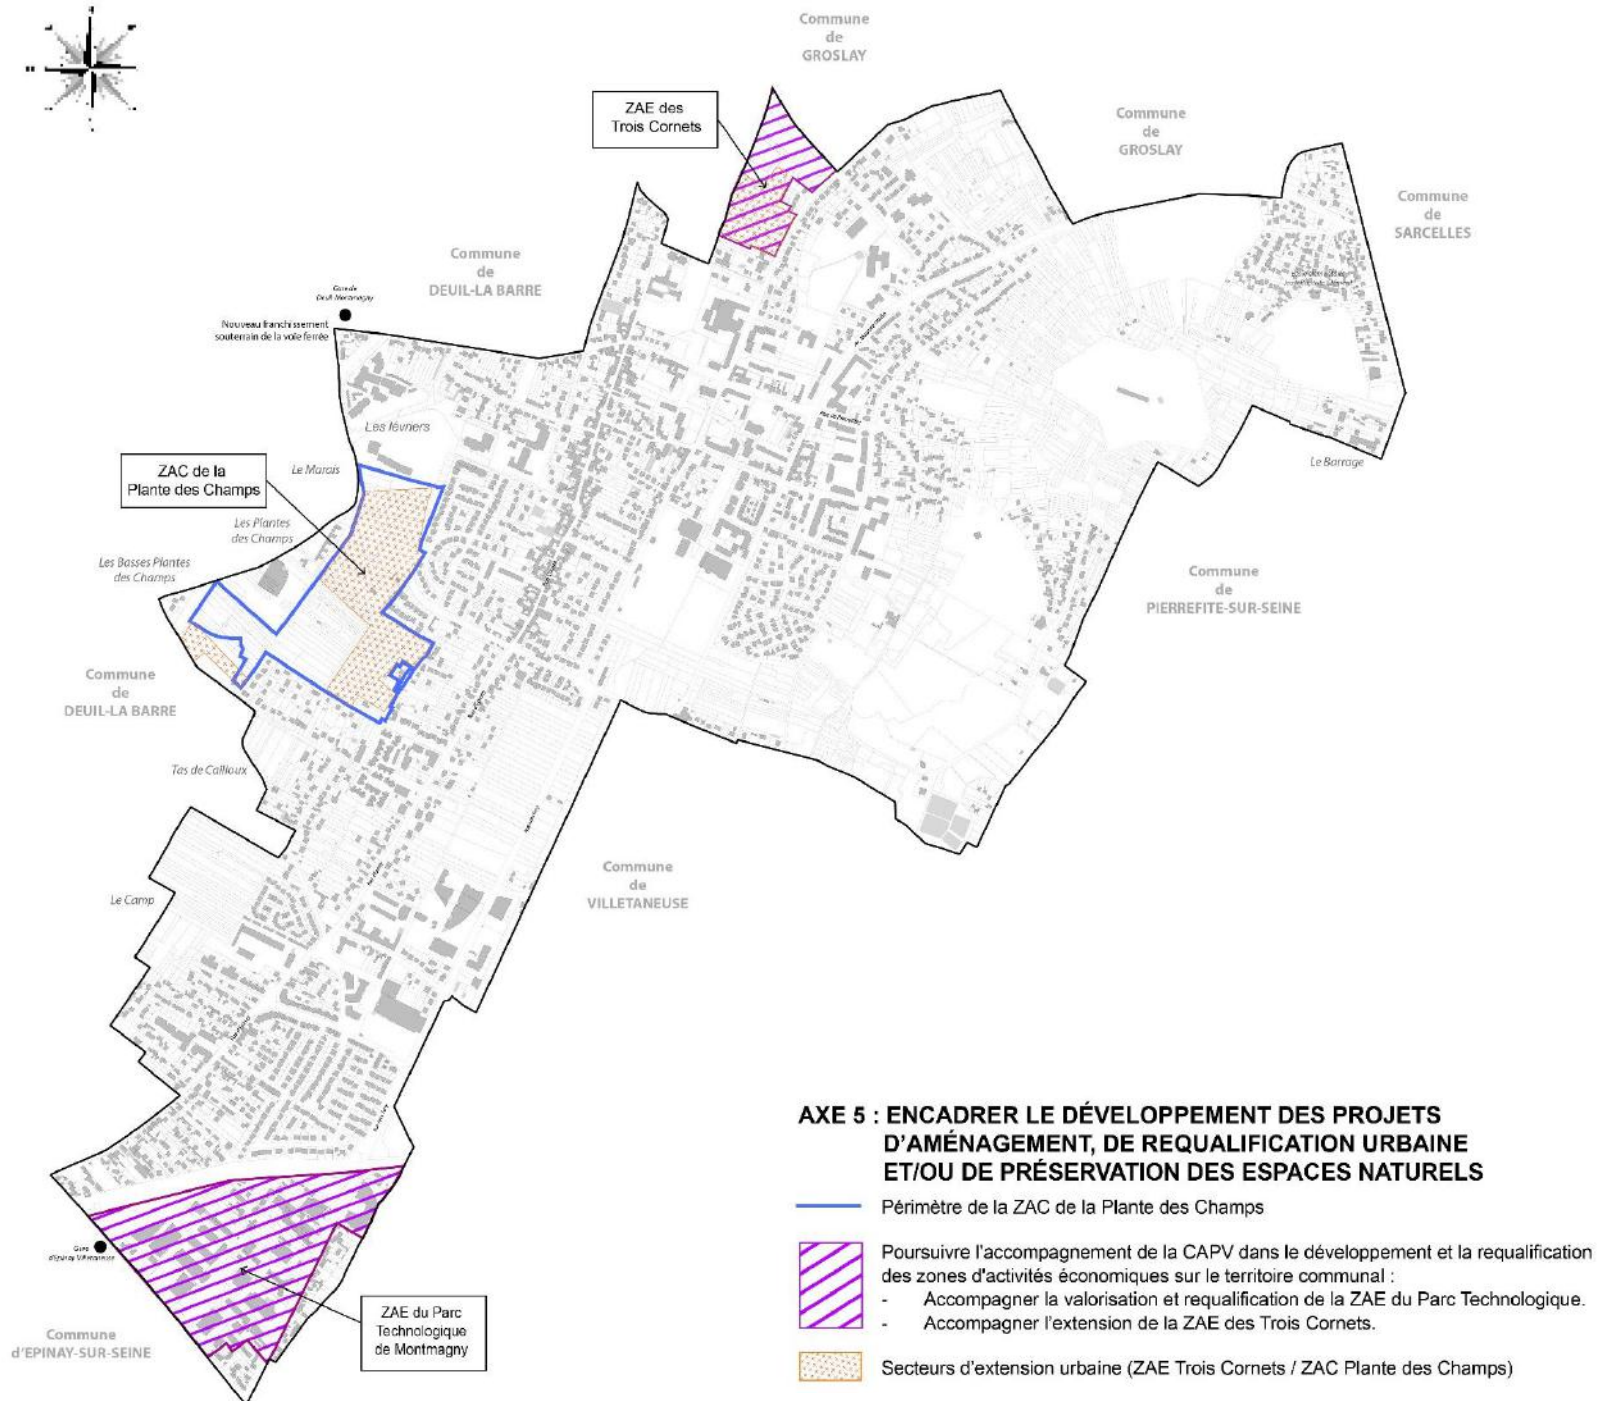 Commune
de
GROSLAY
ZAE des
Trois Cornets
Commune
de
GROSLAY
Commune
de
SARCELLES
Commune
de
DEUIL-LA BARRE
Gare de
Deuil-Montmagny
Nouveau franchissement
souterrain de la voie ferrée
Les lévriers
ZAC de la
Plante des Champs
Le Marais
Le Barrage
Les Plantes
des Champs
Les Basses Plantes
des Champs
Commune
de
PIERREFITE-SUR-SEINE
Commune
de
DEUIL-LA BARRE
Tas de Cailloux
Commune
de
VILLETANEUSE
Le Camp
AXE 5 : ENCADRER LE DÉVELOPPEMENT DES PROJETS
D'AMÉNAGEMENT, DE REQUALIFICATION URBAINE
ET/OU DE PRÉSERVATION DES ESPACES NATURELS
Périmètre de la ZAC de la Plante des Champs
Poursuivre l'accompagnement de la CAPV dans le développement et la requalification
des zones d'activités économiques sur le territoire communal :
- Accompagner la valorisation et requalification de la ZAE du Parc Technologique.
- Accompagner l'extension de la ZAE des Trois Cornets.
Secteurs d'extension urbaine (ZAE Trois Cornets / ZAC Plante des Champs)
Gare
d'Epinay Villetaneuse
ZAE du Parc
Technologique
de Montmagny
Commune
d'EPINAY-SUR-SEINE